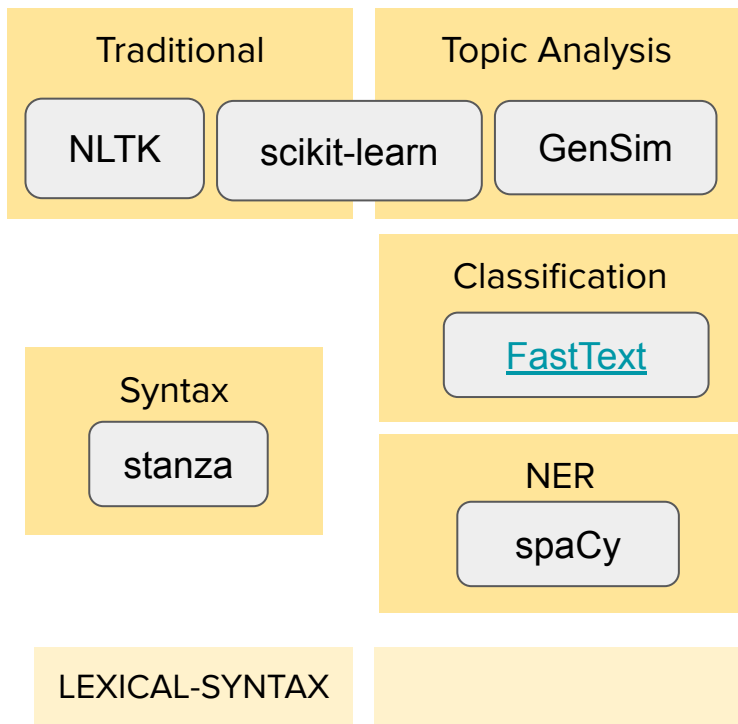 Traditional
NLTK
scikit-learn
Topic Analysis
GenSim
Classification
FastText
Syntax
stanza
NER
spaCy
LEXICAL-SYNTAX